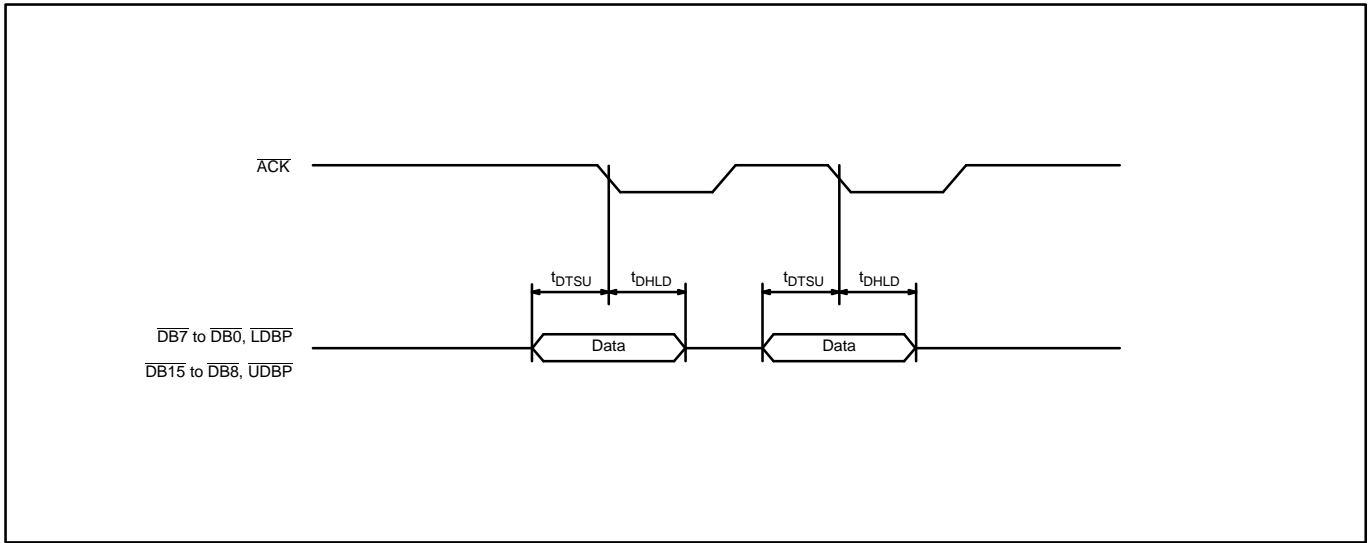 ACK
tDTSU tDHLD tDTSU tDHLD
DB7 to DB0, LDBP
Data Data
DB15 to DB8, UDBP